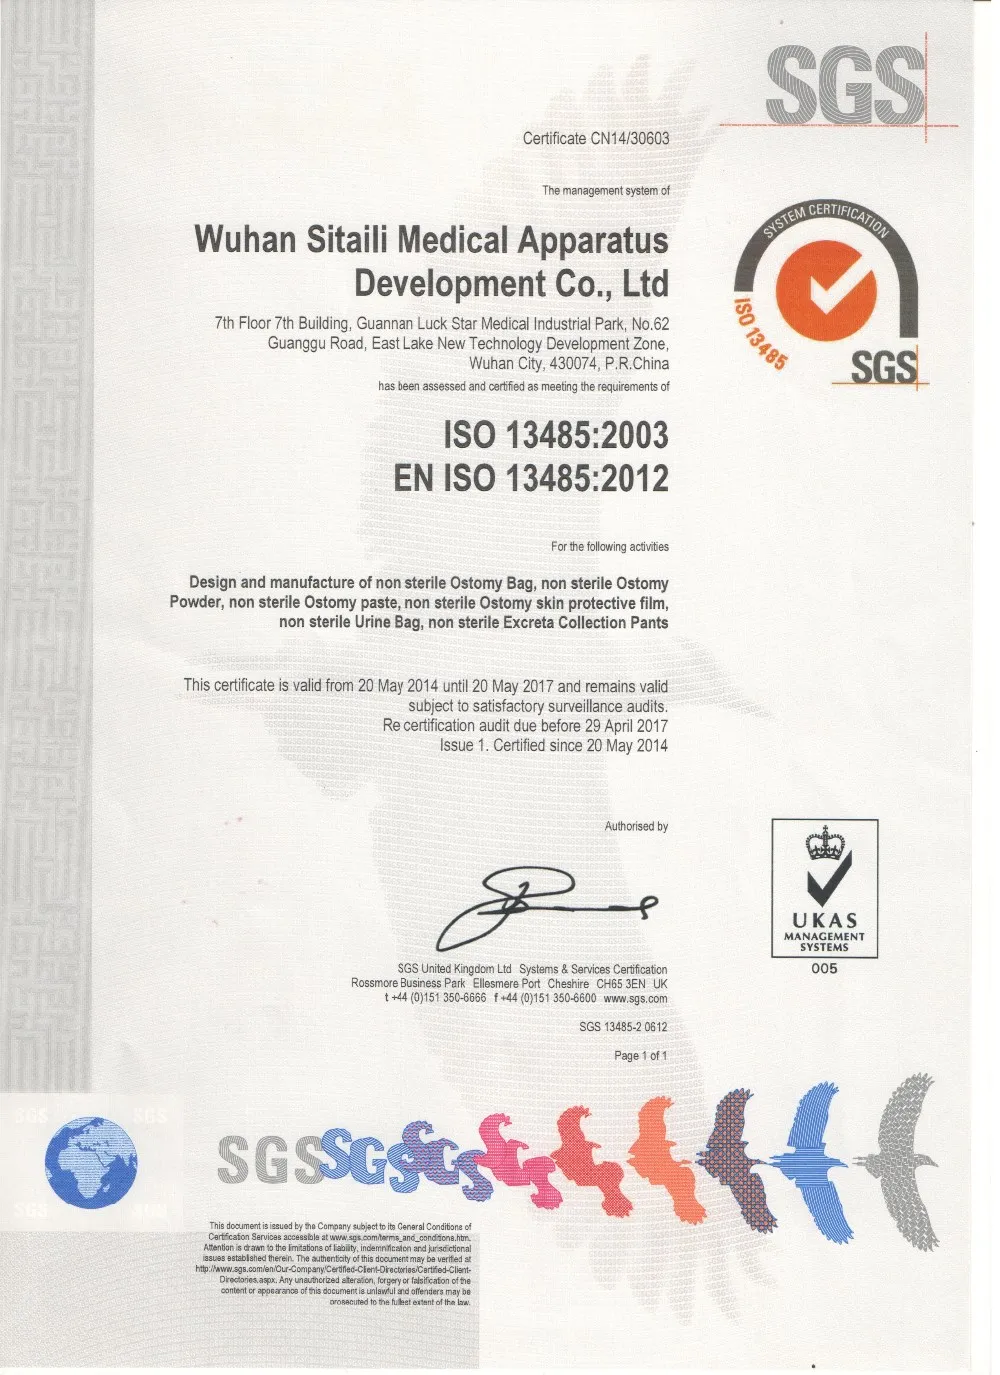 SGS
Certificate CN14/30603
The management system of
Wuhan Sitaili Medical Apparatus
Development Co., Ltd
7th Floor 7th Building, Guannan Luck Star Medical Industrial Park, No.62
Guanggu Road, East Lake New Technology Development Zone,
Wuhan City, 430074, P.R.China
has been assessed and certified as meeting the requirements of
SYSTEM CERTIFICATION
ISO 13485
SGS
ISO 13485:2003
EN ISO 13485:2012
For the following activities
Design and manufacture of non sterile Ostomy Bag, non sterile Ostomy
Powder, non sterile Ostomy paste, non sterile Ostomy skin protective film,
non sterile Urine Bag, non sterile Excreta Collection Pants
This certificate is valid from 20 May 2014 until 20 May 2017 and remains valid
subject to satisfactory surveillance audits.
Re certification audit due before 29 April 2017
Issue 1. Certified since 20 May 2014
Authorised by
UKAS
MANAGEMENT
SYSTEMS
005
SGS United Kingdom Ltd Systems & Services Certification
Rossmore Business Park Ellesmere Port Cheshire CH65 3EN UK
t +44 (0)151 350-6666 f +44 (0)151 350-6600 www.sgs.com
SGS 13485-2 0612
Page 1 of 1
SGS SGS
SGS SGS
SGSSGSSGS
This document is issued by the Company subject to its General Conditions of
Certification Services accessible at www.sgs.com/terms_and_conditions.htm.
Attention is drawn to the limitations of liability, indemnification and jurisdictional
issues established therein. The authenticity of this document may be verified at
http://www.sgs.com/en/Our-Company/Certified-Client-Directories/Certified-Client-
Directories.aspx. Any unauthorized alteration, forgery or falsification of the
content or appearance of this document is unlawful and offenders may be
prosecuted to the fullest extent of the law.